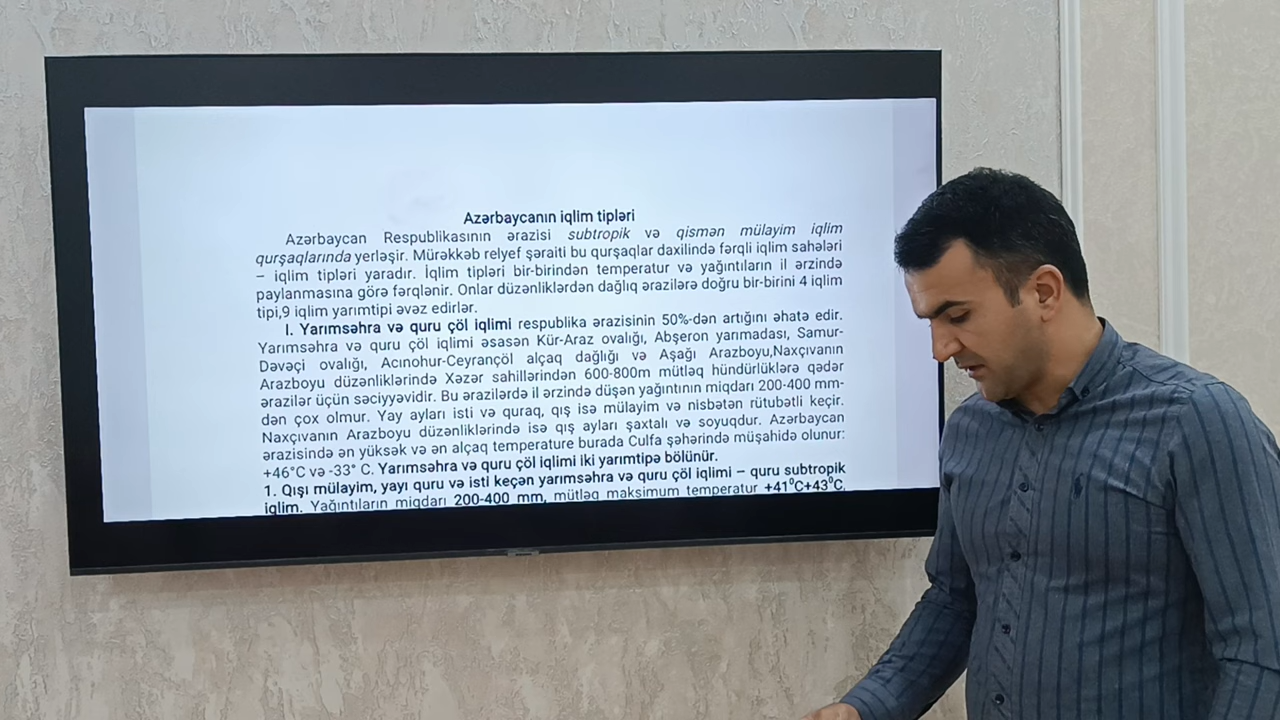 Azərbaycanın iqlim tipləri
Azərbaycan Respublikasının ərazisi subtropik və qismən mülayim iqlim
qurşaqlarında yerləşir. Mürəkkəb relyef şəraiti bu qurşaqlar daxilində fərqli iqlim sahələri
– iqlim tipləri yaradır. İqlim tipləri bir-birindən temperatur və yağıntıların il ərzində
paylanmasına görə fərqlənir. Onlar düzənliklərdən dağlıq ərazilərə doğru bir-birini 4 iqlim
tipi,9 iqlim yarımtipi əvəz edirlər.
I. Yarımsəhra və quru çöl iqlimi respublika ərazisinin 50%-dən artığını əhatə edir.
Yarımsəhra və quru çöl iqlimi əsasən Kür-Araz ovalığı, Abşeron yarımadası, Samur-
Dəvəçi ovalığı, Acınohur-Ceyrançöl alçaq dağlığı və Aşağı Arazboyu,Naxçıvanın
Arazboyu düzənliklərində Xəzər sahillərindən 600-800m mütləq hündürlüklərə qədər
ərazilər üçün səciyyəvidir. Bu ərazilərdə il ərzində düşən yağıntının miqdarı 200-400 mm-
dən çox olmur. Yay ayları isti və quraq, qış isə mülayim və nisbətən rütubətli keçir.
Naxçıvanın Arazboyu düzənliklərində isə qış ayları şaxtalı və soyuqdur. Azərbaycan
ərazisində ən yüksək və ən alçaq temperature burada Culfa şəhərində müşahidə olunur:
+46°C və -33° C. Yarımsəhra və quru çöl iqlimi iki yarımtipə bölünür.
1. Qışı mülayim, yayı quru və isti keçən yarımsəhra və quru çöl iqlimi – quru subtropik
iqlim. Yağıntıların miqdarı 200-400 mm, mütləq maksimum temperatur +41⁰C+43⁰C,